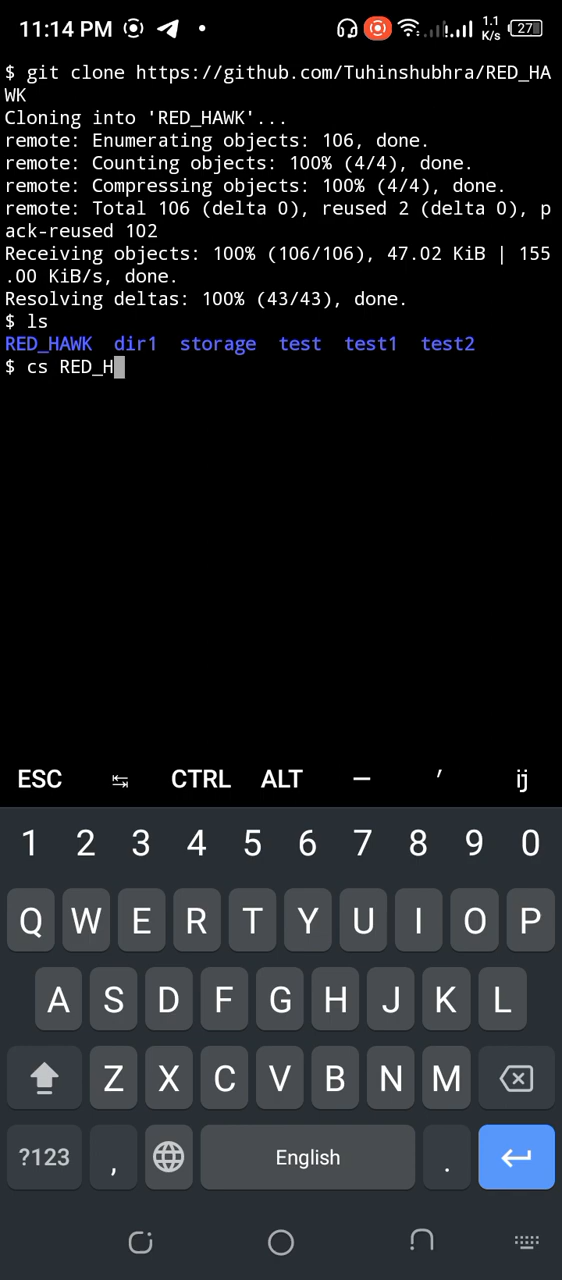 11:14 PM 1.1 K/s 27
$ git clone https://github.com/Tuhinshubhra/RED_HA
WK
Cloning into 'RED_HAWK'...
remote: Enumerating objects: 106, done.
remote: Counting objects: 100% (4/4), done.
remote: Compressing objects: 100% (4/4), done.
remote: Total 106 (delta 0), reused 2 (delta 0), p
ack-reused 102
Receiving objects: 100% (106/106), 47.02 KiB | 155
.00 KiB/s, done.
Resolving deltas: 100% (43/43), done.
$ ls
RED_HAWK dir1 storage test test1 test2
$ cs RED_H
ESC ↹ CTRL ALT — ′ ij
1 2 3 4 5 6 7 8 9 0
Q W E R T Y U I O P
A S D F G H J K L
Z X C V B N M
?123 , English .